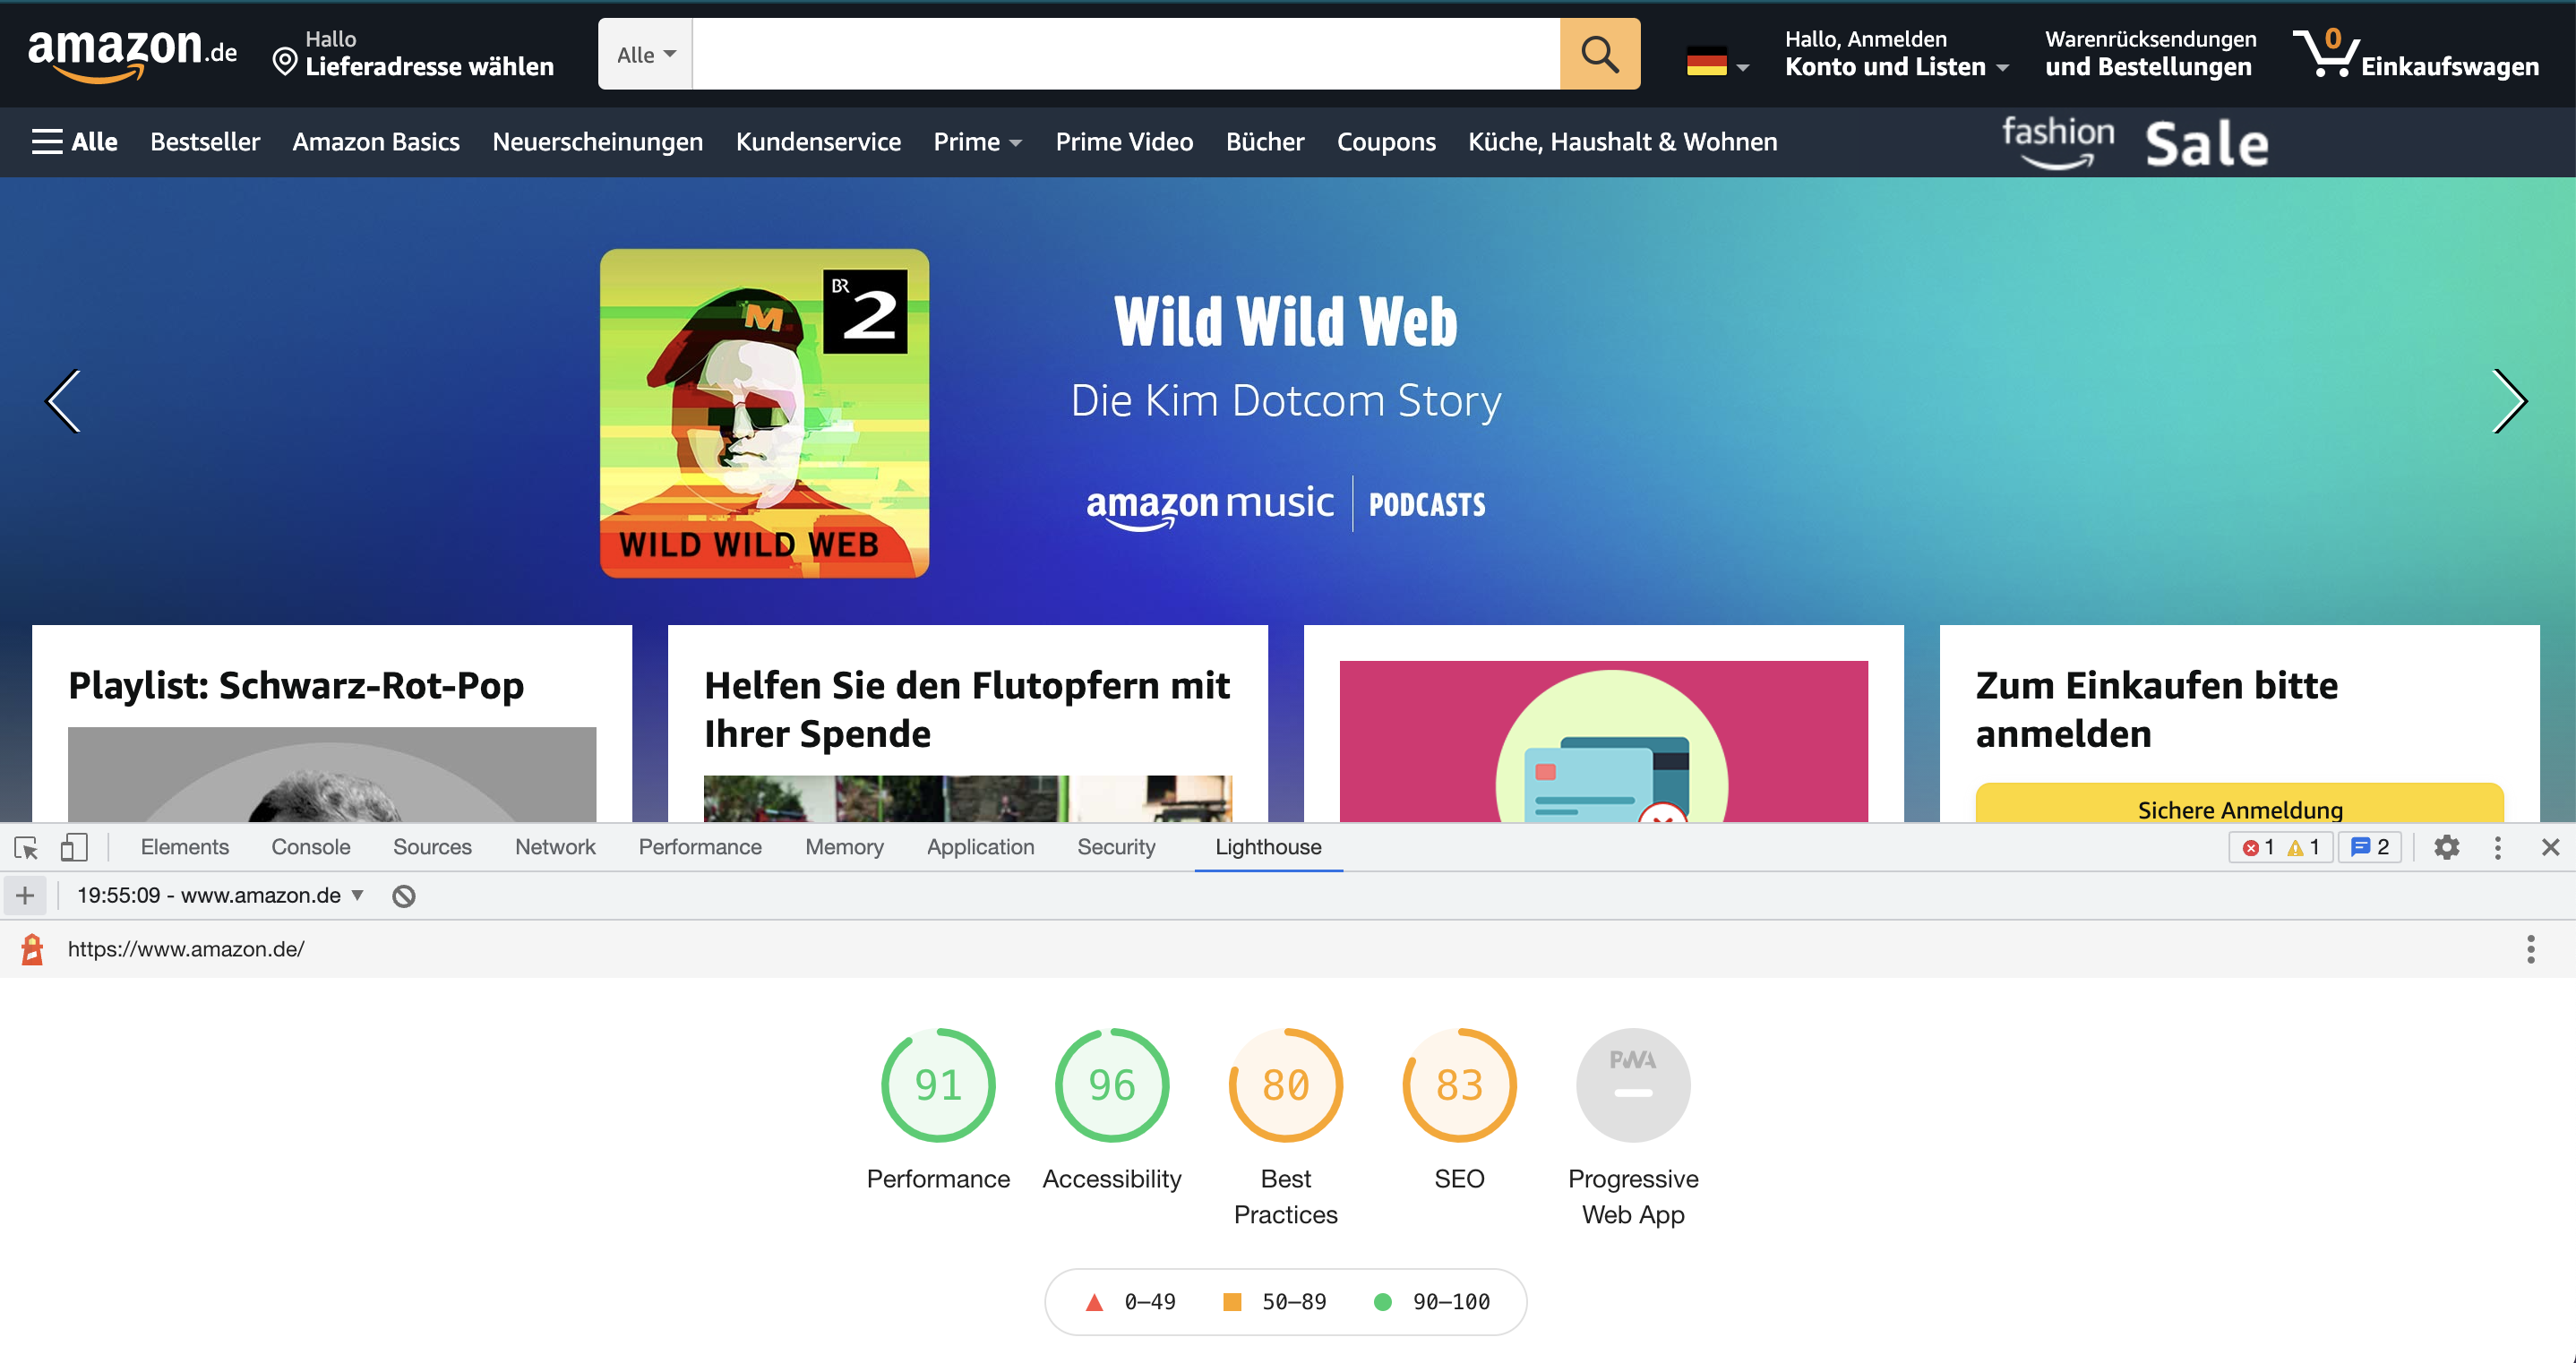 amazon.de
Hallo
Lieferadresse wählen
Alle
Hallo, Anmelden
Konto und Listen
Warenrücksendungen
und Bestellungen
0
Einkaufswagen
Alle
Bestseller
Amazon Basics
Neuerscheinungen
Kundenservice
Prime
Prime Video
Bücher
Coupons
Küche, Haushalt & Wohnen
fashion Sale
M
BR
2
WILD WILD WEB
Wild Wild Web
Die Kim Dotcom Story
amazon music | PODCASTS
Playlist: Schwarz-Rot-Pop
Helfen Sie den Flutopfern mit
Ihrer Spende
Zum Einkaufen bitte
anmelden
Sichere Anmeldung
Elements
Console
Sources
Network
Performance
Memory
Application
Security
Lighthouse
1
1
2
19:55:09 - www.amazon.de
https://www.amazon.de/
91
96
80
83
PWA
Performance
Accessibility
Best
Practices
SEO
Progressive
Web App
0–49
50–89
90–100